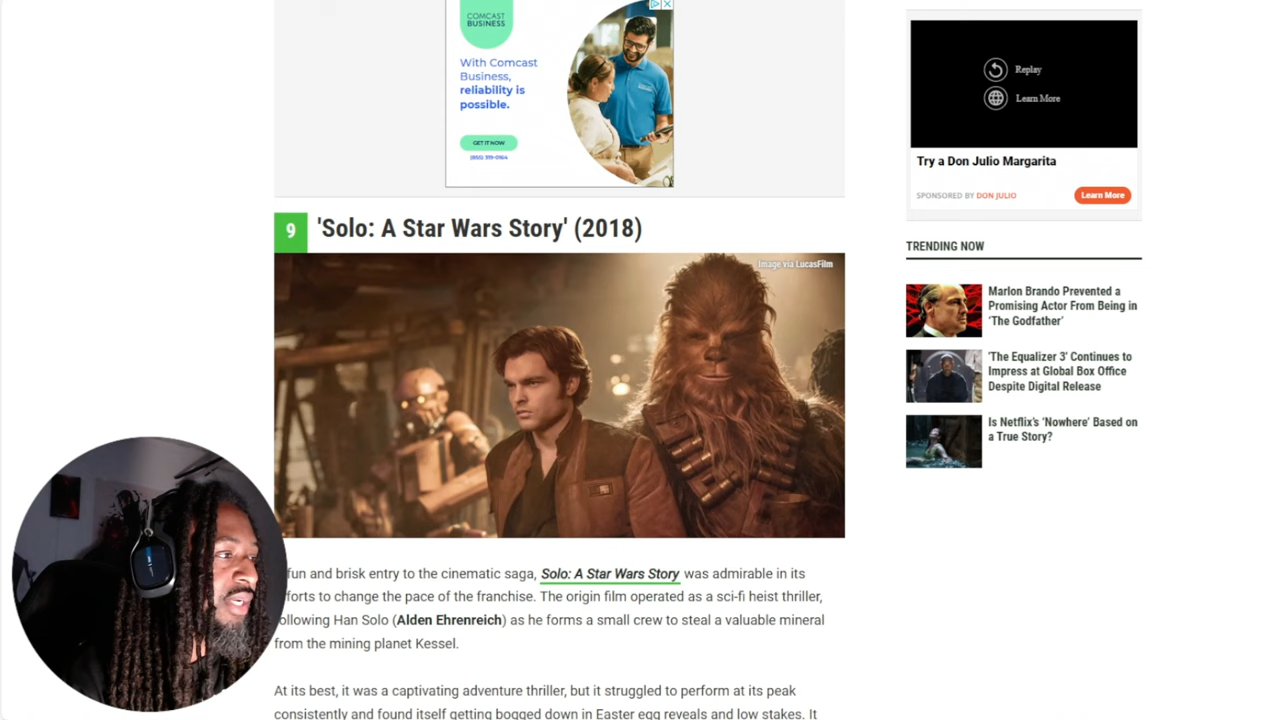 COMCAST
BUSINESS
With Comcast
Business,
reliability is
possible.
GET IT NOW
Replay
Learn More
Try a Don Julio Margarita
SPONSORED BY DON JULIO
Learn More
9
'Solo: A Star Wars Story' (2018)
Image via LucasFilm
TRENDING NOW
Marlon Brando Prevented a
Promising Actor From Being in
'The Godfather'
'The Equalizer 3' Continues to
Impress at Global Box Office
Despite Digital Release
Is Netflix's 'Nowhere' Based on
a True Story?
fun and brisk entry to the cinematic saga, Solo: A Star Wars Story was admirable in its
forts to change the pace of the franchise. The origin film operated as a sci-fi heist thriller,
ollowing Han Solo (Alden Ehrenreich) as he forms a small crew to steal a valuable mineral
from the mining planet Kessel.
At its best, it was a captivating adventure thriller, but it struggled to perform at its peak
consistently and found itself getting bogged down in Easter egg reveals and low stakes. It